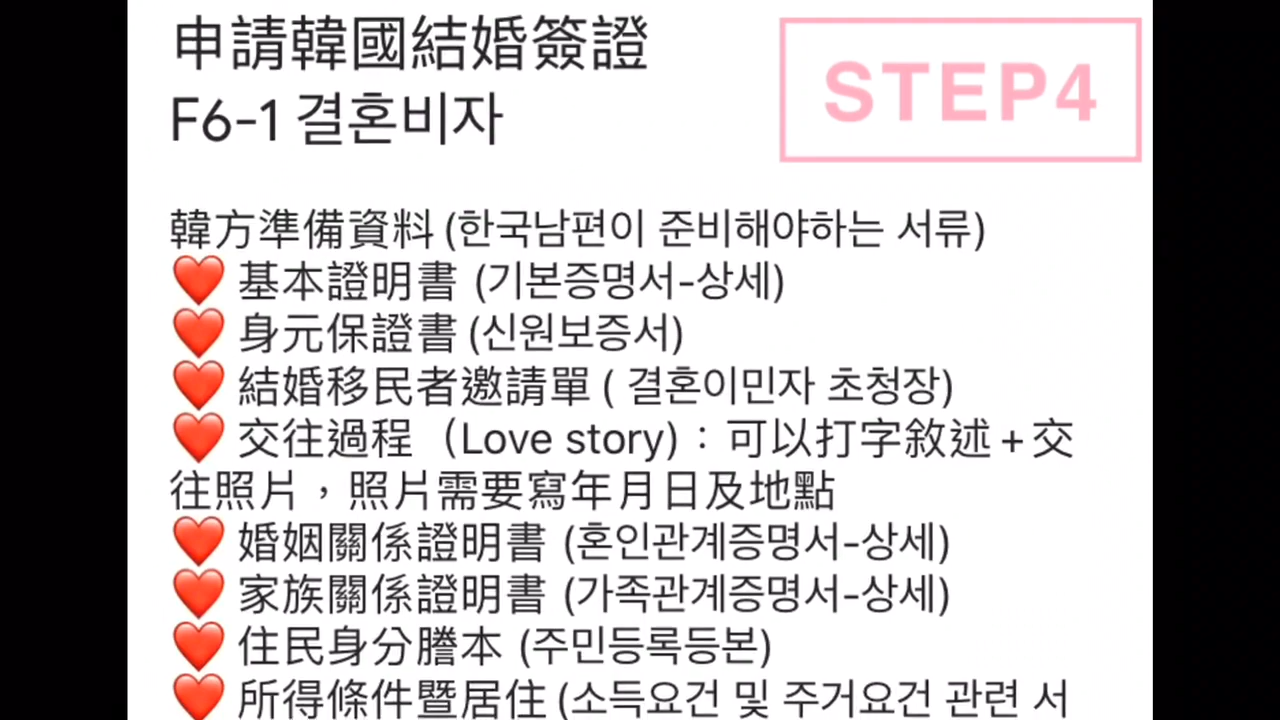 申請韓國結婚簽證
STEP4
F6-1 결혼비자
韓方準備資料 (한국남편이 준비해야하는 서류)
❤️ 基本證明書 (기본증명서-상세)
❤️ 身元保證書 (신원보증서)
❤️ 結婚移民者邀請單 ( 결혼이민자 초청장)
❤️ 交往過程 （Love story)：可以打字敘述+交
往照片，照片需要寫年月日及地點
❤️ 婚姻關係證明書 (혼인관계증명서-상세)
❤️ 家族關係證明書 (가족관계증명서-상세)
❤️ 住民身分謄本 (주민등록등본)
❤️ 所得條件暨居住 (소득요건 및 주거요건 관련 서